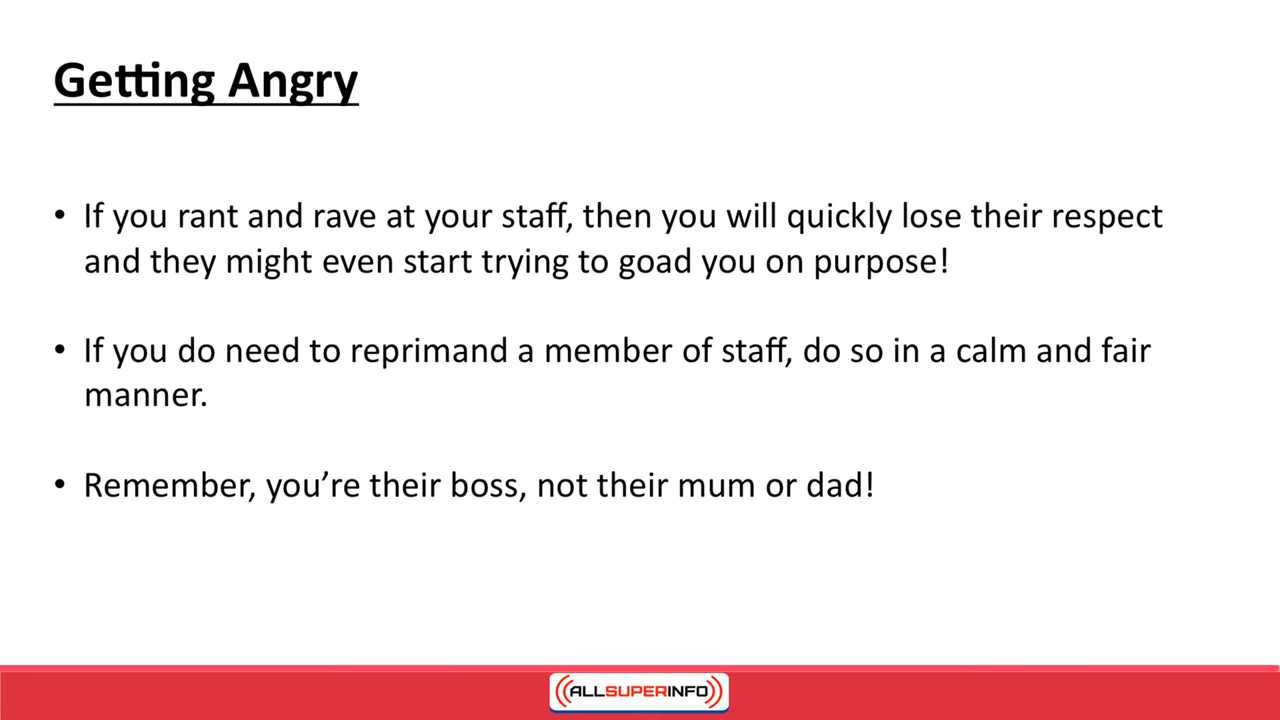 Getting Angry
• If you rant and rave at your staff, then you will quickly lose their respect
and they might even start trying to goad you on purpose!
• If you do need to reprimand a member of staff, do so in a calm and fair
manner.
• Remember, you’re their boss, not their mum or dad!
ALLSUPERINFO